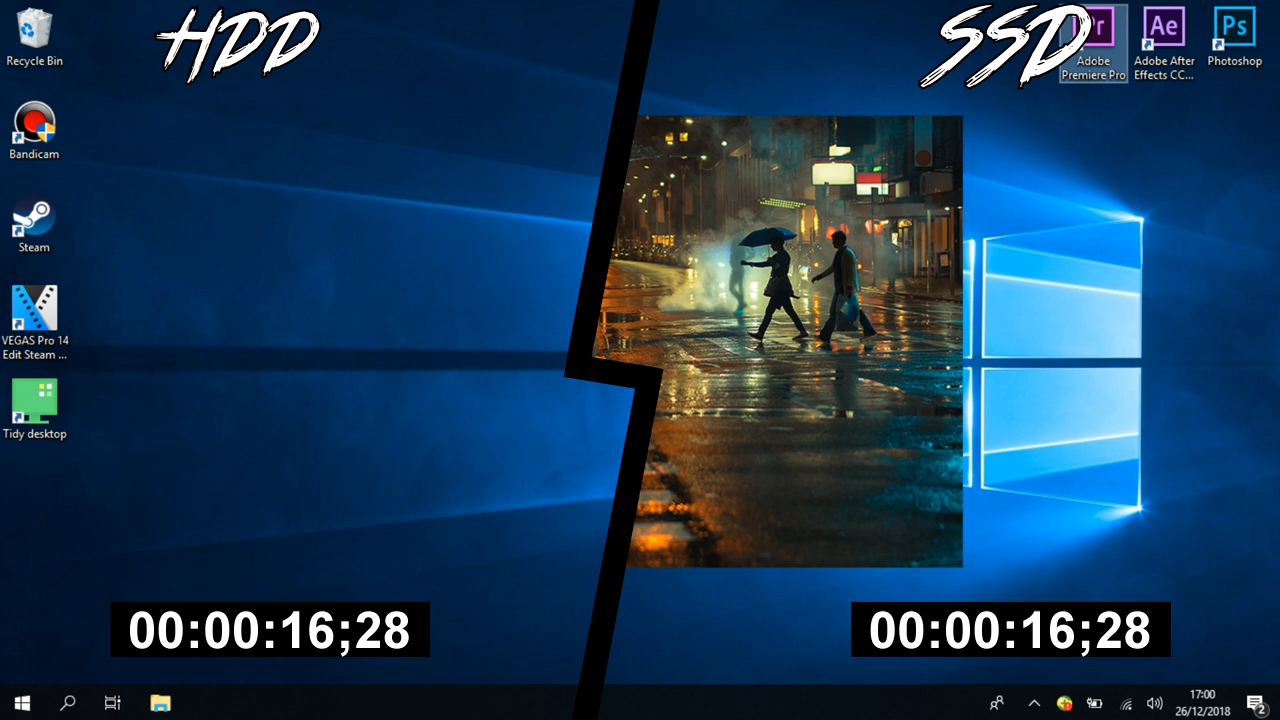 HDD
SSD
Recycle Bin
Bandicam
Steam
VEGAS Pro 14
Edit Steam ...
Tidy desktop
Pr
Adobe
Premiere Pro
Ae
Adobe After
Effects CC...
Ps
Photoshop
00:00:16;28
00:00:16;28
17:00
26/12/2018
2